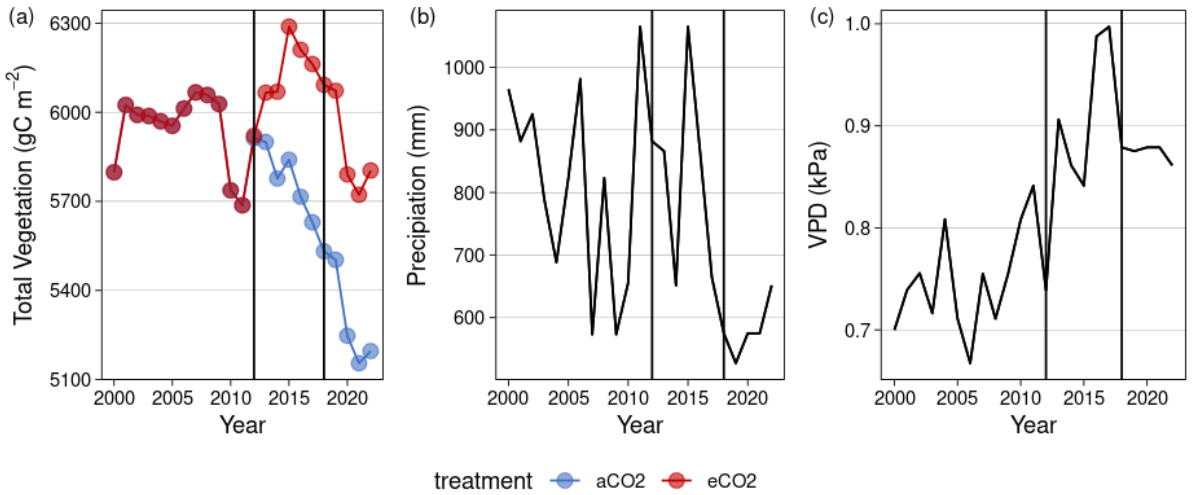 (a)
Total Vegetation (gC m−2)
6300
6000
5700
5400
5100
2000 2005 2010 2015 2020
Year
(b)
Precipiation (mm)
1000
900
800
700
600
2000 2005 2010 2015 2020
Year
(c)
VPD (kPa)
1.0
0.9
0.8
0.7
2000 2005 2010 2015 2020
Year
treatment aCO2 eCO2